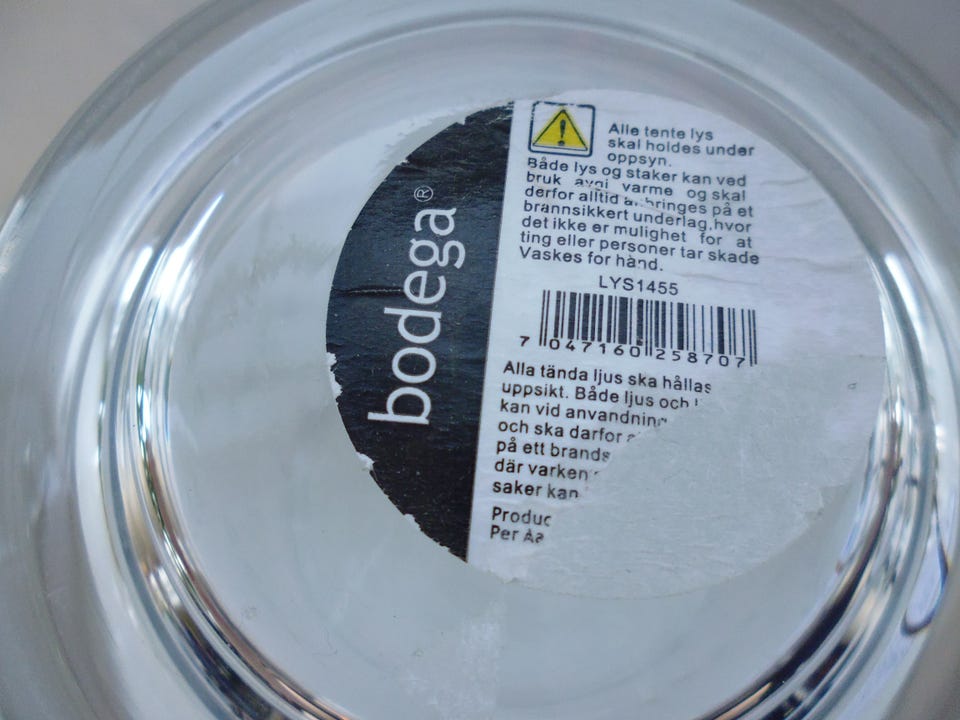 bodega®
Alle tente lys
skal holdes under
oppsyn.
Både lys og staker kan ved
bruk avgi varme og skal
derfor alltid anbringes på et
brannsikkert underlag,hvor
det ikke er mulighet for at
ting eller personer tar skade
Vaskes for hånd.
LYS1455
7 047160 258707
Alla tända ljus ska hållas
uppsikt. Både ljus och
kan vid anvandning
och ska darfor
på ett brands
där varken
saker kan
Produc
Per Aa